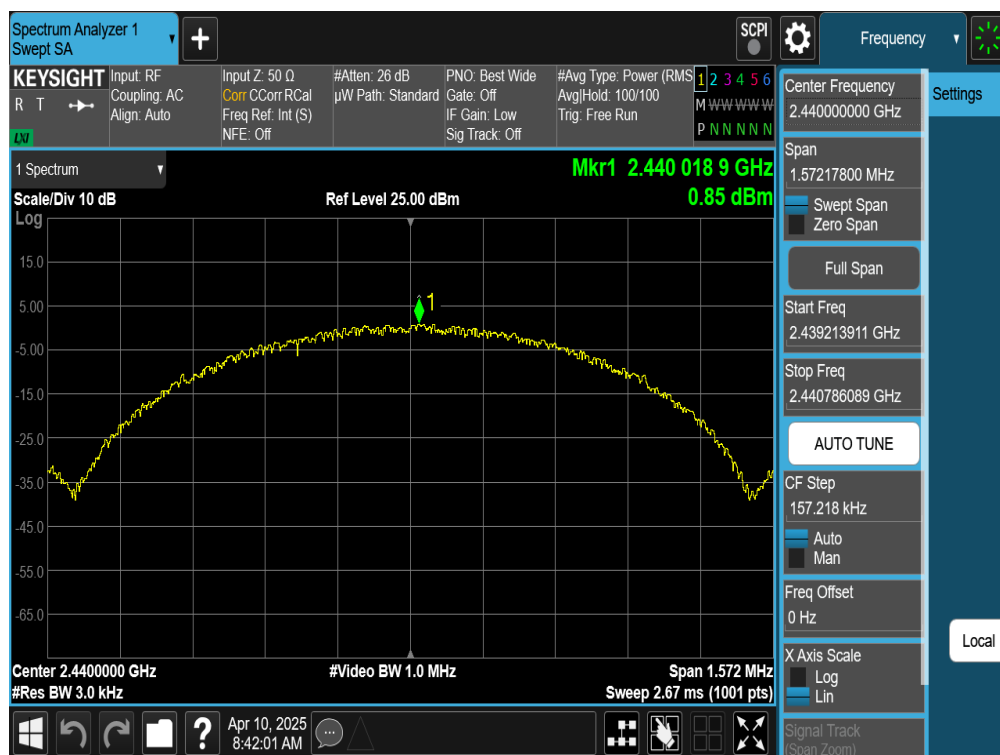 Spectrum Analyzer 1
Swept SA
SCPI
Frequency
KEYSIGHT
R T
LXI
Input: RF
Coupling: AC
Align: Auto
Input Z: 50 Ω
Corr CCorr RCal
Freq Ref: Int (S)
NFE: Off
#Atten: 26 dB
µW Path: Standard
PNO: Best Wide
Gate: Off
IF Gain: Low
Sig Track: Off
#Avg Type: Power (RMS
Avg|Hold: 100/100
Trig: Free Run
1 2 3 4 5 6
M W W W W W
P N N N N N
1 Spectrum
Mkr1 2.440 018 9 GHz
Scale/Div 10 dB
Ref Level 25.00 dBm
0.85 dBm
Log
15.0
5.00
1
-5.00
-15.0
-25.0
-35.0
-45.0
-55.0
-65.0
Center 2.4400000 GHz
#Video BW 1.0 MHz
Span 1.572 MHz
#Res BW 3.0 kHz
Sweep 2.67 ms (1001 pts)
Apr 10, 2025
8:42:01 AM
Center Frequency
2.440000000 GHz
Settings
Span
1.57217800 MHz
Swept Span
Zero Span
Full Span
Start Freq
2.439213911 GHz
Stop Freq
2.440786089 GHz
AUTO TUNE
CF Step
157.218 kHz
Auto
Man
Freq Offset
0 Hz
X Axis Scale
Log
Lin
Local
Signal Track
(Span Zoom)